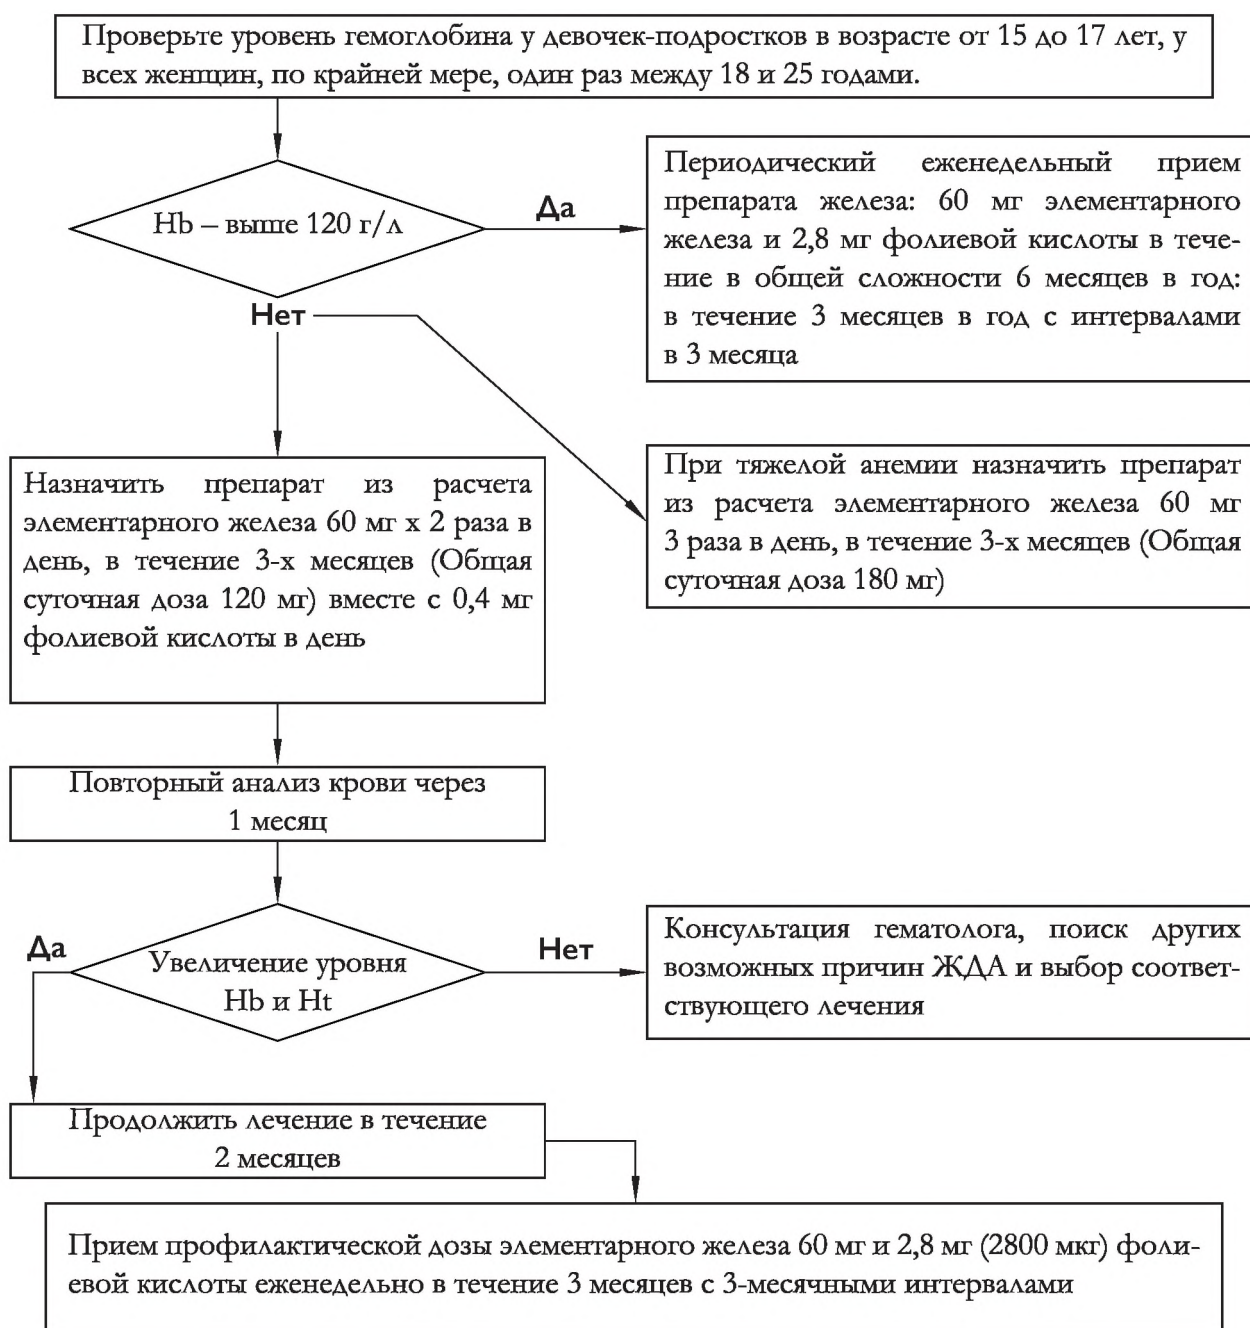 Проверьте уровень гемоглобина у девочек-подростков в возрасте от 15 до 17 лет, у
всех женщин, по крайней мере, один раз между 18 и 25 годами.
Hb – выше 120 г/л
Да
Периодический еженедельный прием
препарата железа: 60 мг элементарного
железа и 2,8 мг фолиевой кислоты в тече-
ние в общей сложности 6 месяцев в год:
в течение 3 месяцев в год с интервалами
в 3 месяца
Нет
Назначить препарат из расчета
элементарного железа 60 мг х 2 раза в
день, в течение 3-х месяцев (Общая
суточная доза 120 мг) вместе с 0,4 мг
фолиевой кислоты в день
При тяжелой анемии назначить препарат
из расчета элементарного железа 60 мг
3 раза в день, в течение 3-х месяцев (Общая
суточная доза 180 мг)
Повторный анализ крови через
1 месяц
Да
Увеличение уровня
Hb и Ht
Нет
Консультация гематолога, поиск других
возможных причин ЖДА и выбор соответ-
ствующего лечения
Продолжить лечение в течение
2 месяцев
Прием профилактической дозы элементарного железа 60 мг и 2,8 мг (2800 мкг) фоли-
евой кислоты еженедельно в течение 3 месяцев с 3-месячными интервалами